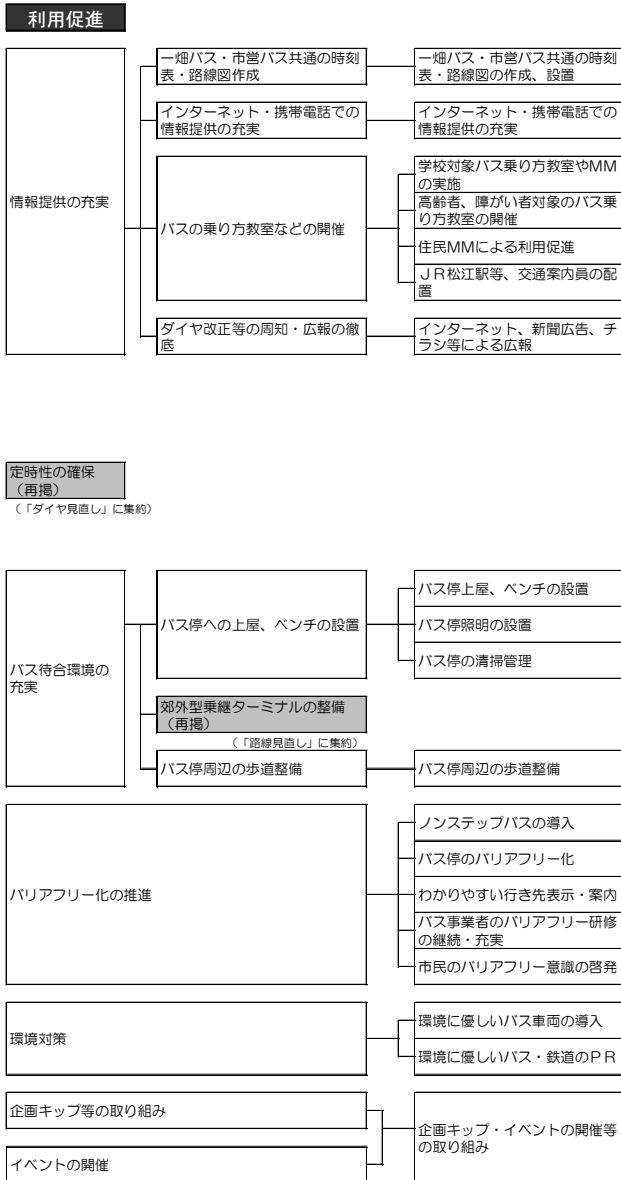 利用促進
情報提供の充実
一畑バス・市営バス共通の時刻
表・路線図作成
一畑バス・市営バス共通の時刻
表・路線図の作成、設置
インターネット・携帯電話での
情報提供の充実
インターネット・携帯電話での
情報提供の充実
バスの乗り方教室などの開催
学校対象バス乗り方教室やMM
の実施
高齢者、障がい者対象のバス乗
り方教室の開催
住民MMによる利用促進
ＪＲ松江駅等、交通案内員の配
置
ダイヤ改正等の周知・広報の徹
底
インターネット、新聞広告、チ
ラシ等による広報
定時性の確保
（再掲）
（「ダイヤ見直し」に集約）
バス待合環境の
充実
バス停への上屋、ベンチの設置
バス停上屋、ベンチの設置
バス停照明の設置
バス停の清掃管理
郊外型乗継ターミナルの整備
（再掲）
（「路線見直し」に集約）
バス停周辺の歩道整備
バス停周辺の歩道整備
バリアフリー化の推進
ノンステップバスの導入
バス停のバリアフリー化
わかりやすい行き先表示・案内
バス事業者のバリアフリー研修
の継続・充実
市民のバリアフリー意識の啓発
環境対策
環境に優しいバス車両の導入
環境に優しいバス・鉄道のＰＲ
企画キップ等の取り組み
イベントの開催
企画キップ・イベントの開催等
の取り組み